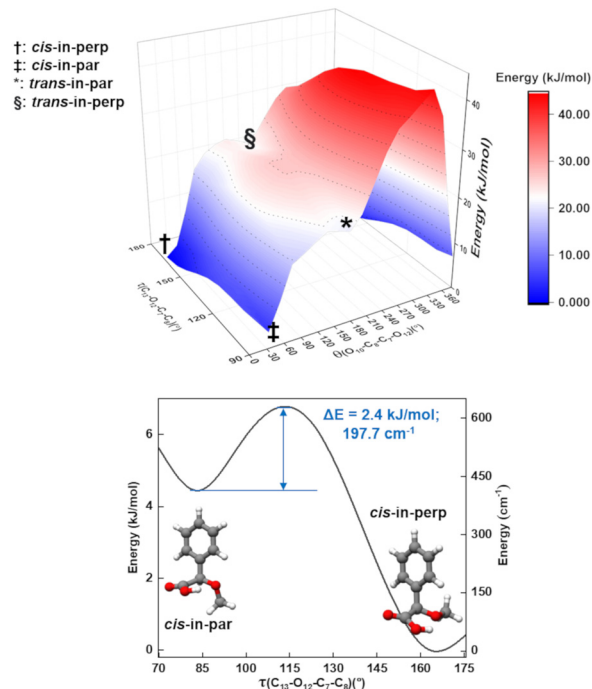 †: cis-in-perp
‡: cis-in-par
*: trans-in-par
§: trans-in-perp
Energy (kJ/mol)
40.00
30.00
20.00
10.00
0.000
§
*
†
‡
40
30
20
10
0
Energy (kJ/mol)
180
150
120
90
τ(C₁₃-O₁₂-C₇-C₈)(°)
0 30 60 90 120 150 180 210 240 270 300 330 360
Θ(O₁₀-C₈-C₇-O₁₂)(°)
ΔE = 2.4 kJ/mol;
197.7 cm⁻¹
6
4
2
0
Energy (kJ/mol)
600
450
300
150
0
Energy (cm⁻¹)
cis-in-perp
cis-in-par
70 85 115 145 175
τ(C₁₃-O₁₂-C₇-C₈)(°)